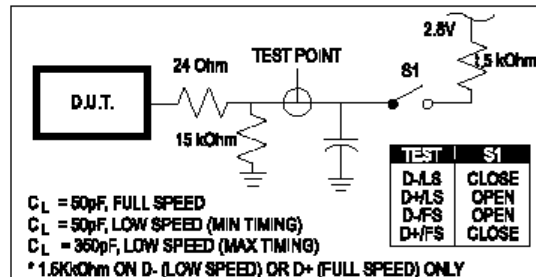 2.8V
24 Ohm
TEST POINT
S1
1.5 kOhm
D.U.T.
15 kOhm
TEST S1
D-/LS CLOSE
D+/LS OPEN
D-/FS OPEN
D+/FS CLOSE
CL = 50pF, FULL SPEED
CL = 50pF, LOW SPEED (MIN TIMING)
CL = 350pF, LOW SPEED (MAX TIMING)
* 1.5KkOhm ON D- (LOW SPEED) OR D+ (FULL SPEED) ONLY